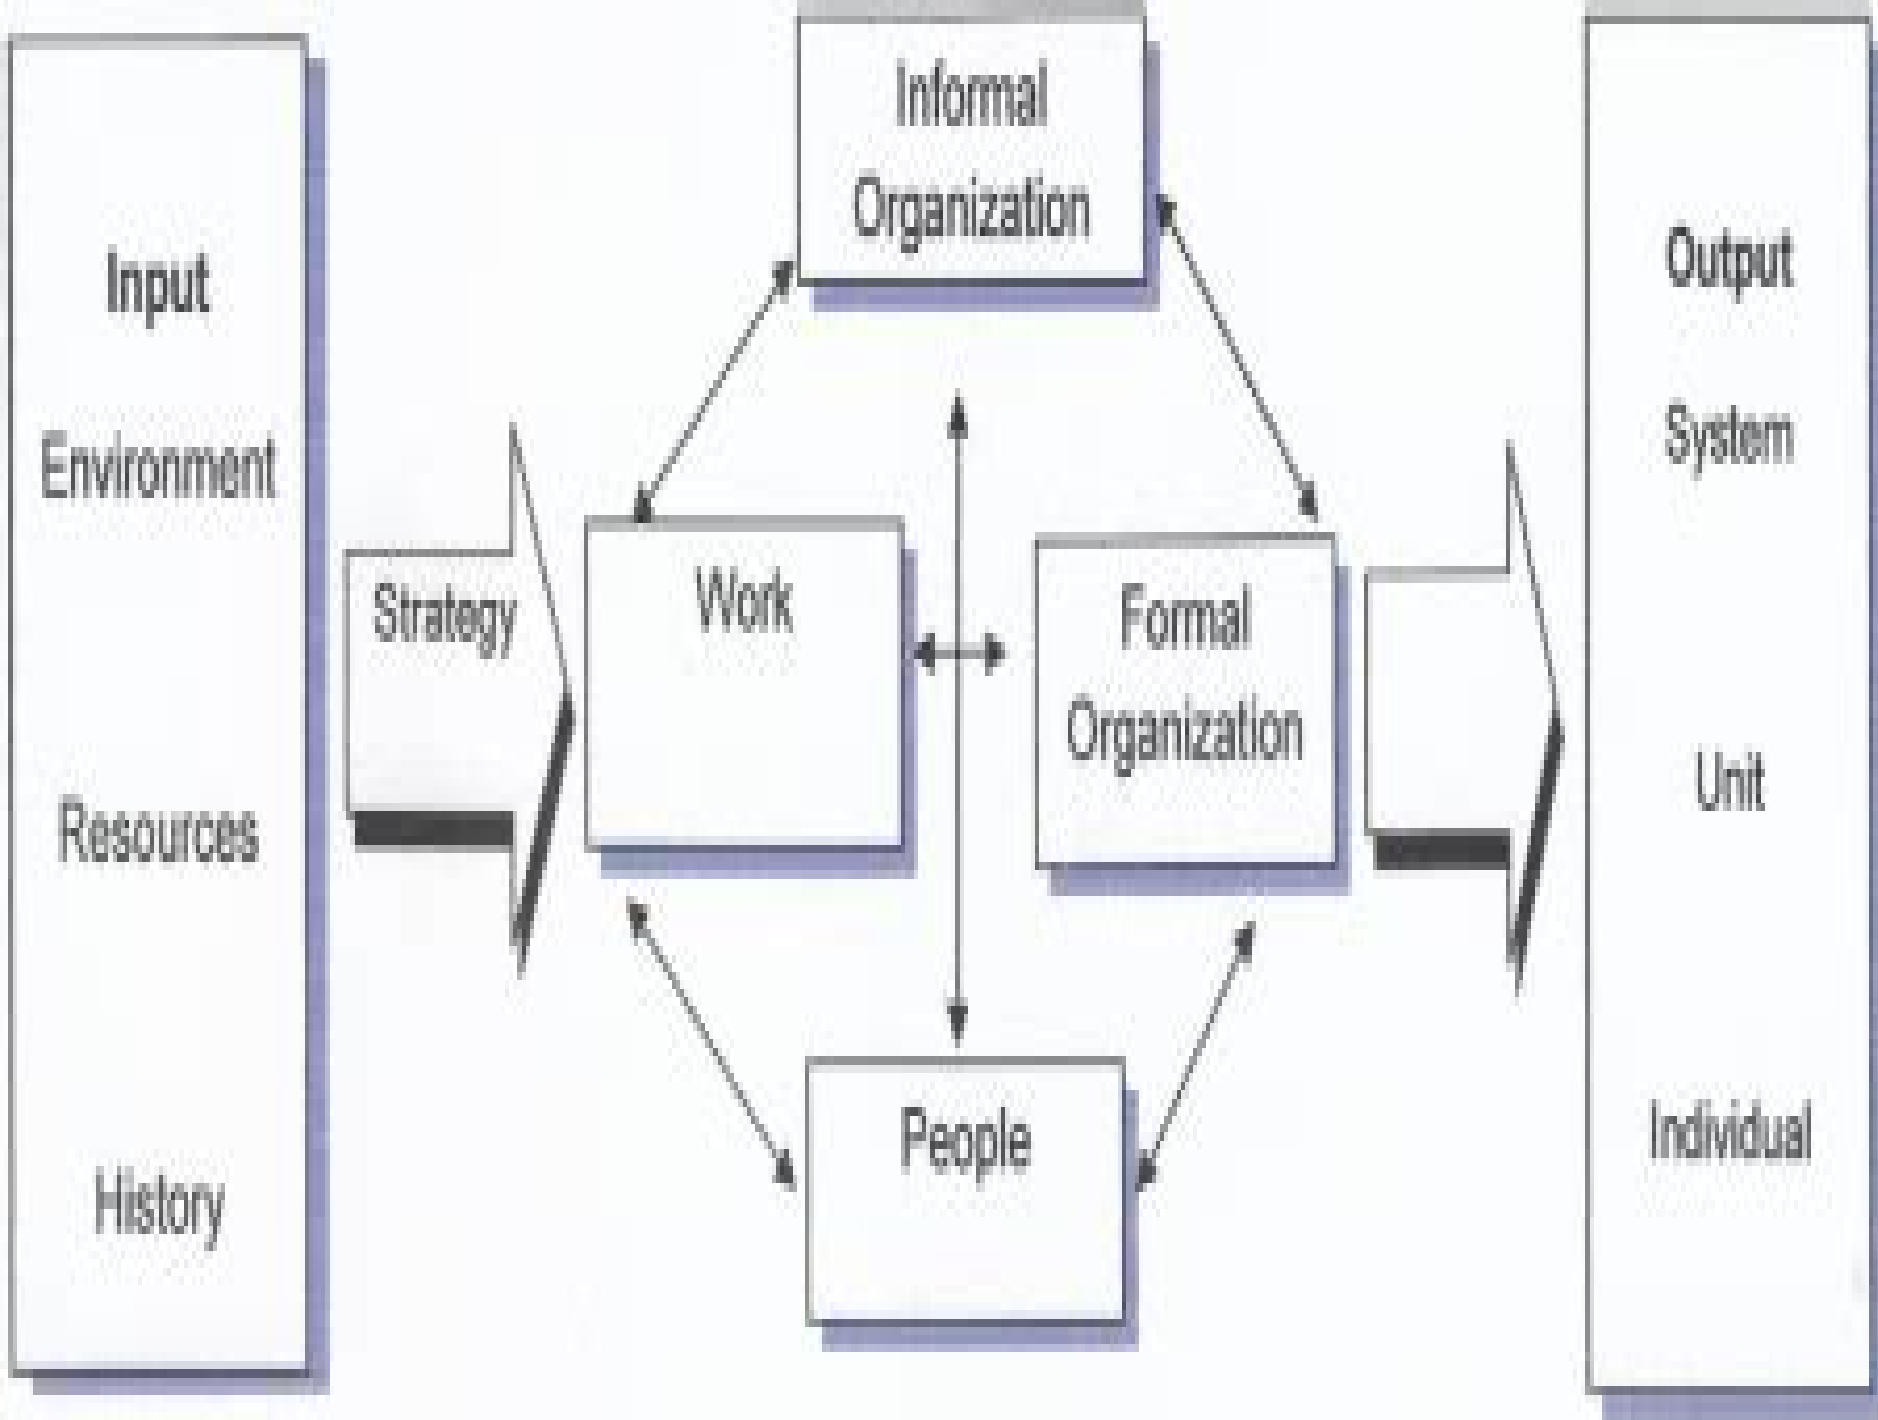 Input
Environment
Resources
History
Strategy
Informal
Organization
Work
Formal
Organization
People
Output
System
Unit
Individual